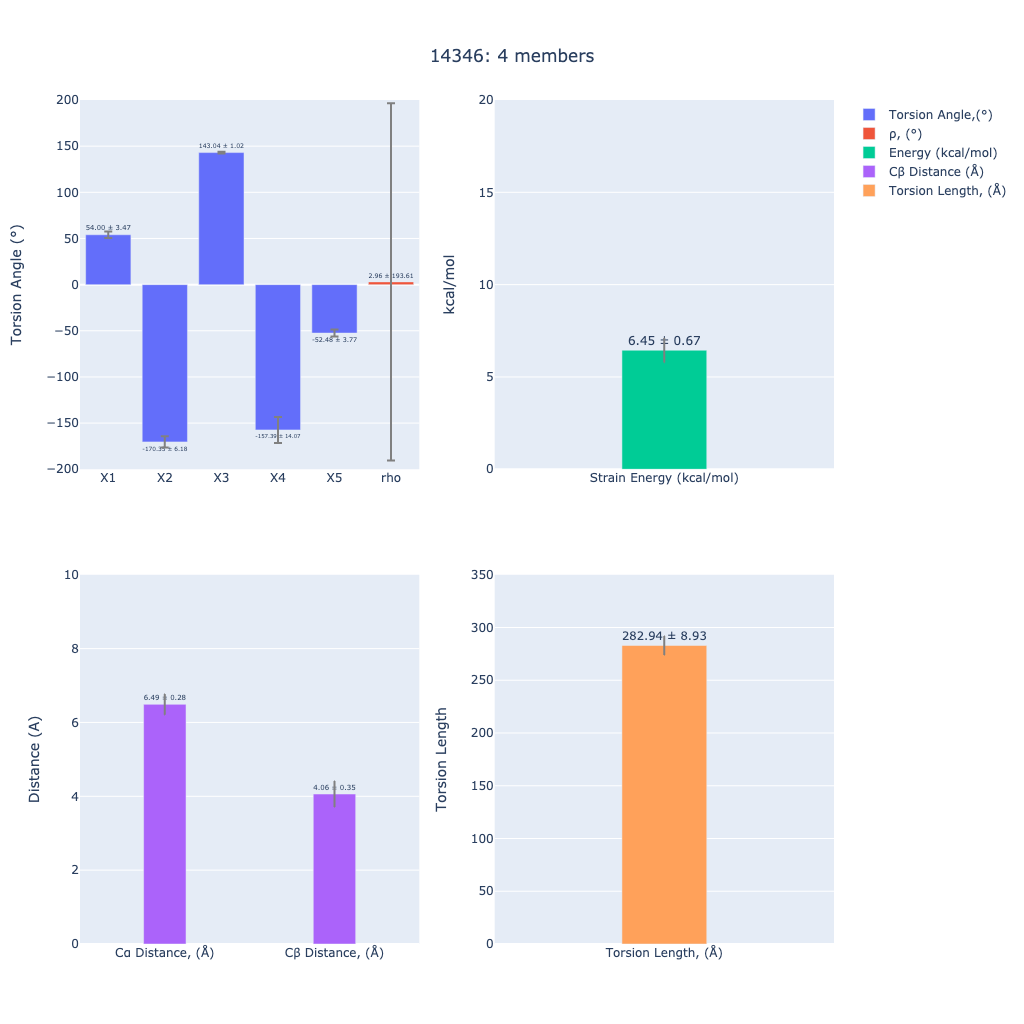 14346: 4 members
Torsion Angle (°)
200
150
100
50
0
−50
−100
−150
−200
54.00 ± 3.47
-170.35 ± 6.18
143.04 ± 1.02
-157.39 ± 14.07
-52.48 ± 3.77
2.96 ± 193.61
X1 X2 X3 X4 X5 rho
kcal/mol
20
15
10
5
0
6.45 ± 0.67
Strain Energy (kcal/mol)
Torsion Angle,(°)
ρ, (°)
Energy (kcal/mol)
Cβ Distance (Å)
Torsion Length, (Å)
Distance (A)
10
8
6
4
2
0
6.49 ± 0.28
4.06 ± 0.35
Cα Distance, (Å) Cβ Distance, (Å)
Torsion Length
350
300
250
200
150
100
50
0
282.94 ± 8.93
Torsion Length, (Å)